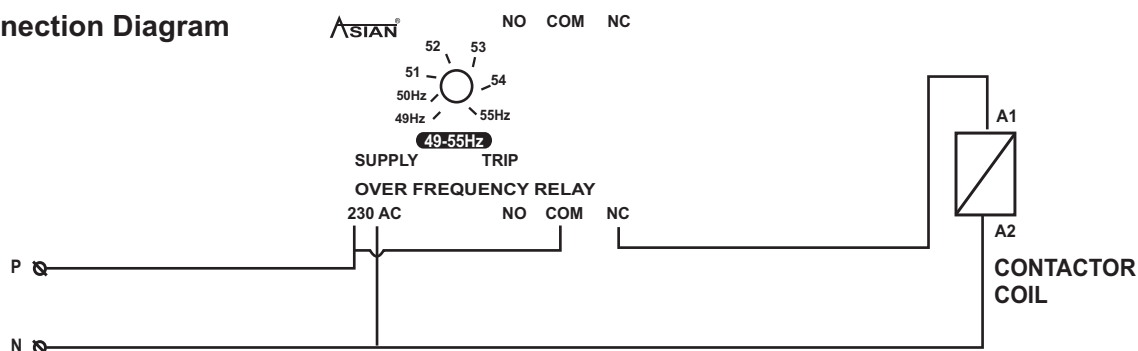 nection Diagram
ASIAN® NO COM NC
52 53
51 54
50Hz
49Hz 55Hz
49-55Hz
SUPPLY TRIP
OVER FREQUENCY RELAY
230 AC NO COM NC
A1
A2
P
CONTACTOR
COIL
N